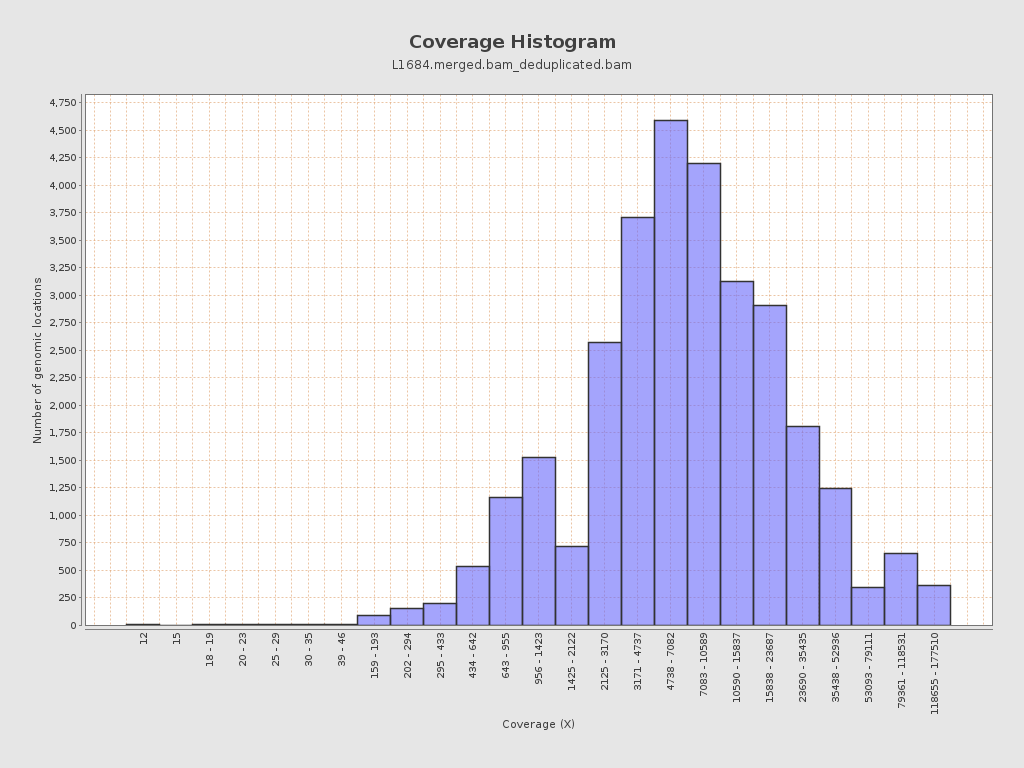 Coverage Histogram
L1684.merged.bam_deduplicated.bam
Number of genomic locations
4,750
4,500
4,250
4,000
3,750
3,500
3,250
3,000
2,750
2,500
2,250
2,000
1,750
1,500
1,250
1,000
750
500
250
0
12
15
18 - 19
20 - 23
25 - 29
30 - 35
39 - 46
159 - 193
202 - 294
295 - 433
434 - 642
643 - 955
956 - 1423
1425 - 2122
2125 - 3170
3171 - 4737
4738 - 7082
7083 - 10589
10590 - 15837
15838 - 23687
23690 - 35435
35438 - 52936
53093 - 79111
79361 - 118531
118655 - 177510
Coverage (X)